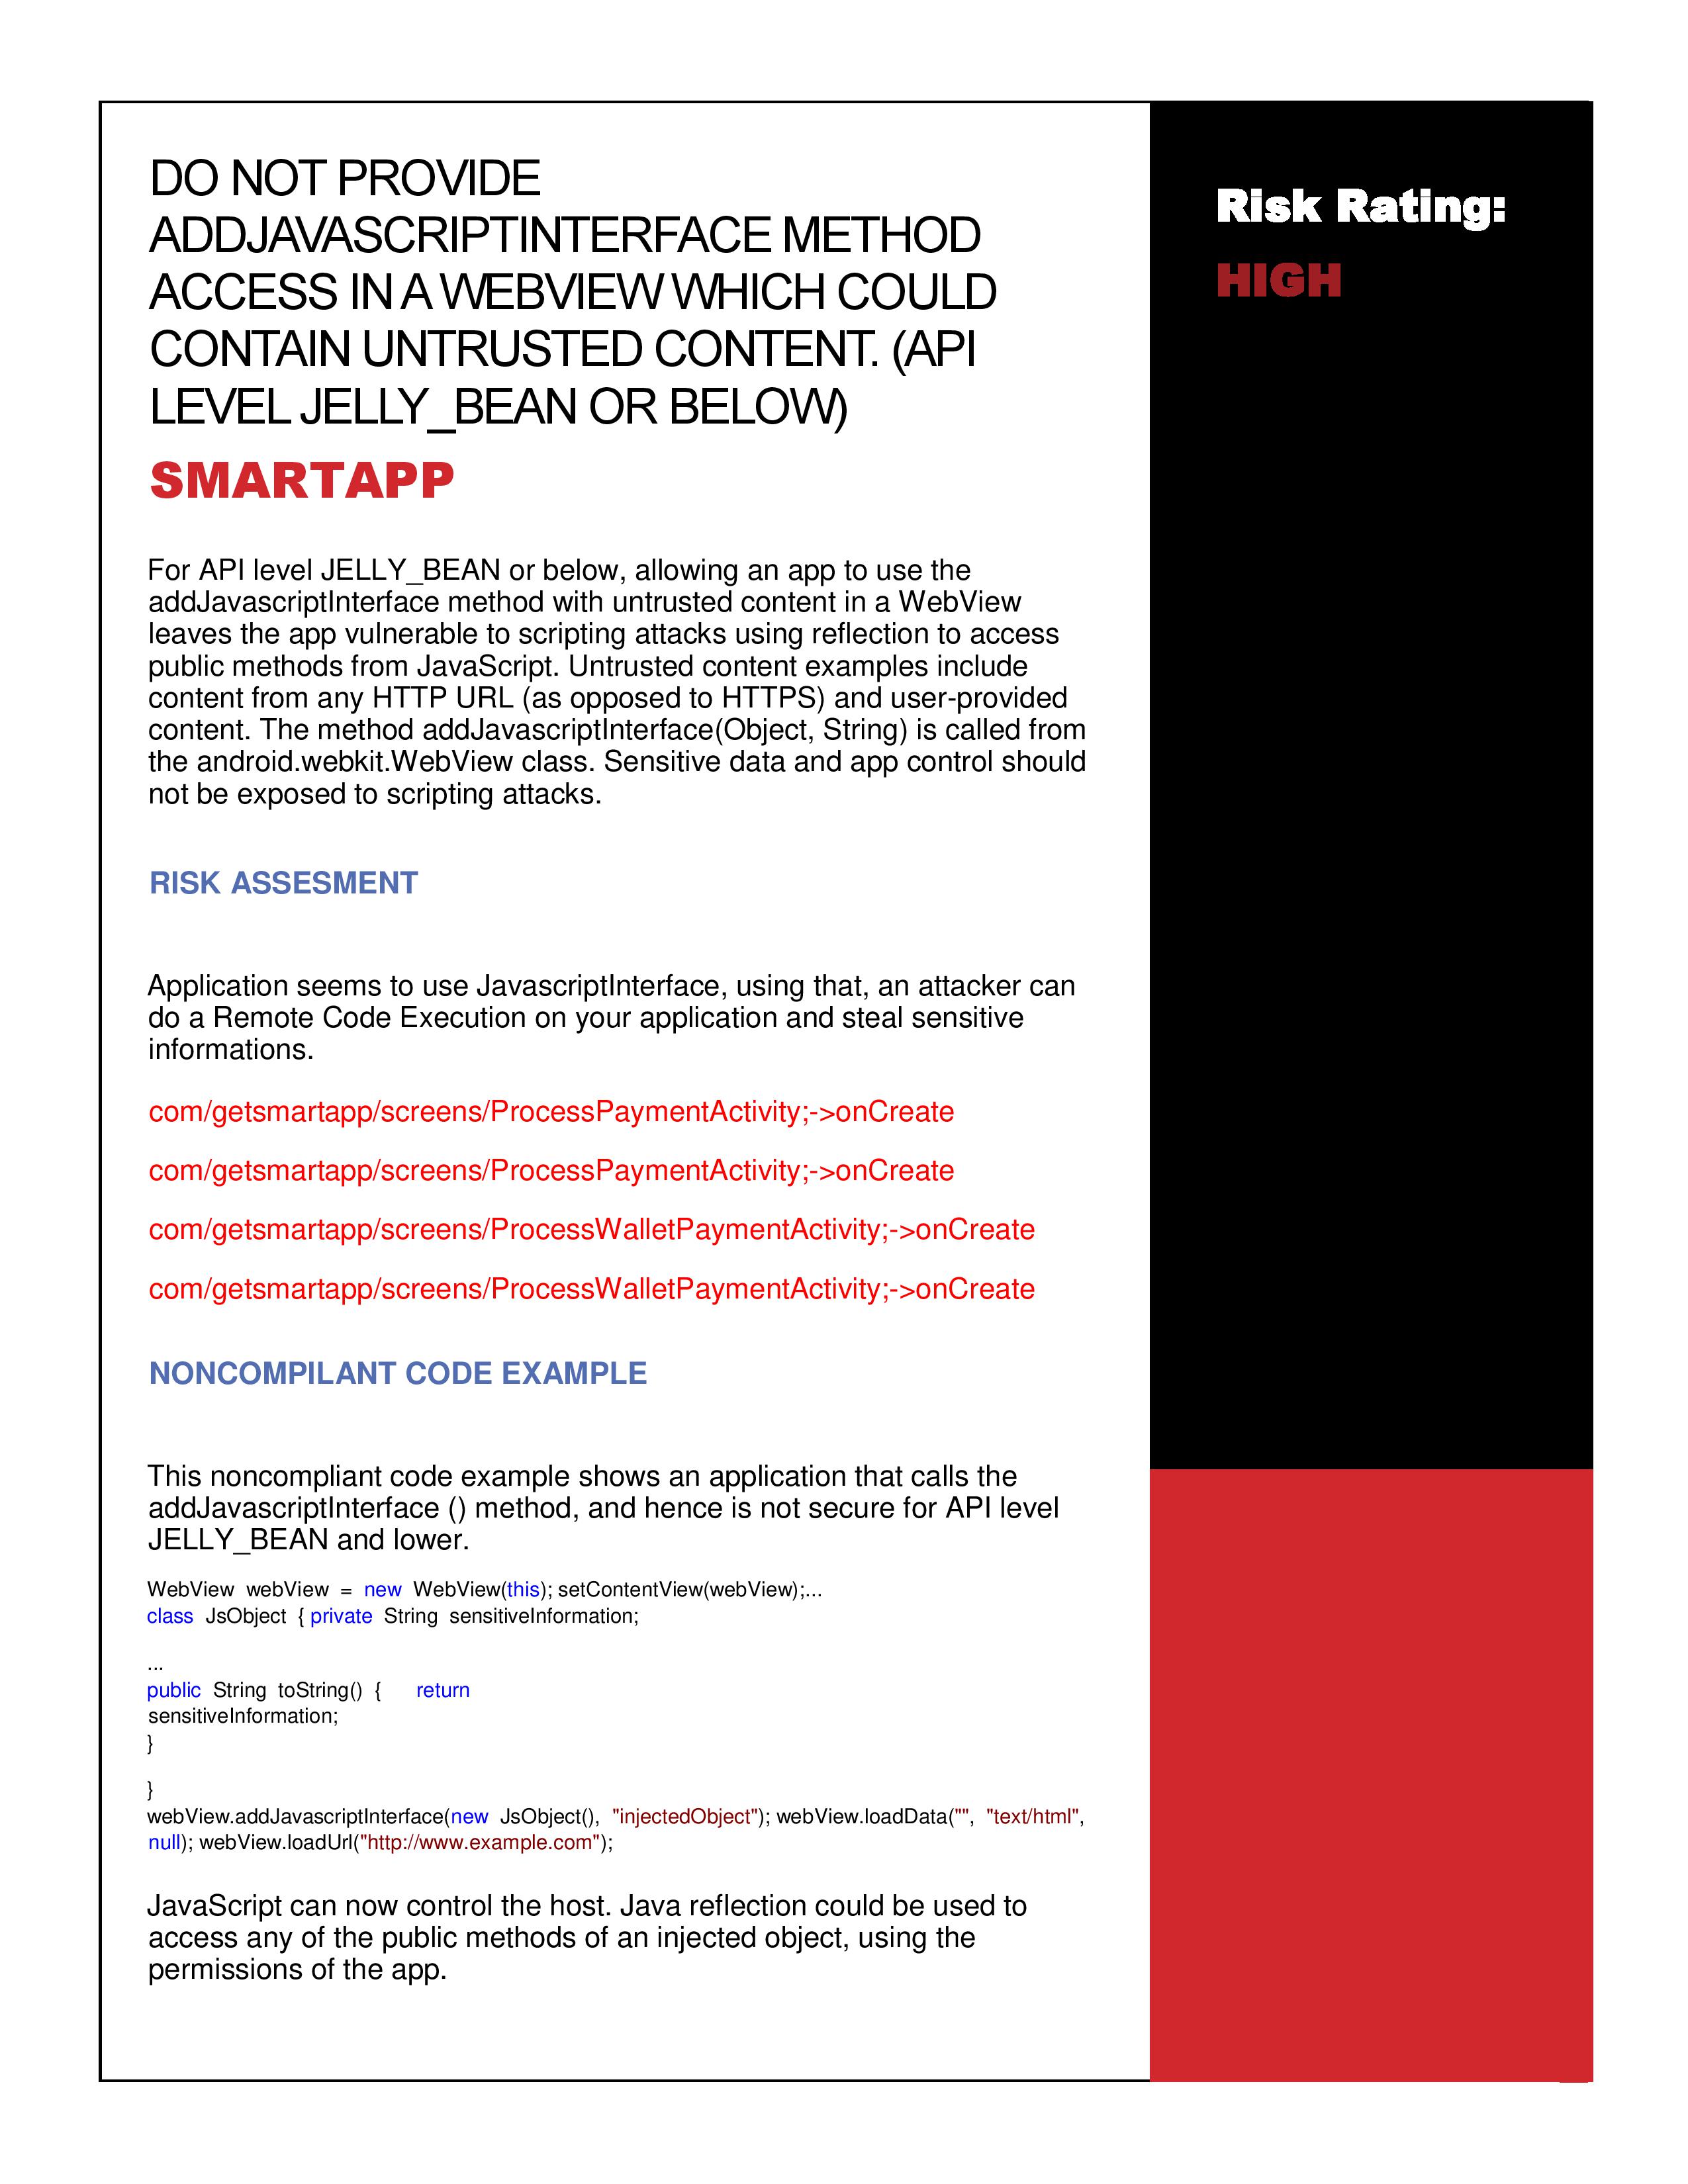 DO NOT PROVIDE
ADDJAVASCRIPTINTERFACE METHOD
ACCESS IN A WEBVIEW WHICH COULD
CONTAIN UNTRUSTED CONTENT. (API
LEVEL JELLY_BEAN OR BELOW)
SMARTAPP
For API level JELLY_BEAN or below, allowing an app to use the
addJavascriptInterface method with untrusted content in a WebView
leaves the app vulnerable to scripting attacks using reflection to access
public methods from JavaScript. Untrusted content examples include
content from any HTTP URL (as opposed to HTTPS) and user-provided
content. The method addJavascriptInterface(Object, String) is called from
the android.webkit.WebView class. Sensitive data and app control should
not be exposed to scripting attacks.
RISK ASSESMENT
Application seems to use JavascriptInterface, using that, an attacker can
do a Remote Code Execution on your application and steal sensitive
informations.
com/getsmartapp/screens/ProcessPaymentActivity;->onCreate
com/getsmartapp/screens/ProcessPaymentActivity;->onCreate
com/getsmartapp/screens/ProcessWalletPaymentActivity;->onCreate
com/getsmartapp/screens/ProcessWalletPaymentActivity;->onCreate
NONCOMPILANT CODE EXAMPLE
This noncompliant code example shows an application that calls the
addJavascriptInterface () method, and hence is not secure for API level
JELLY_BEAN and lower.
WebView webView = new WebView(this); setContentView(webView);...
class JsObject { private String sensitiveInformation;
...
public String toString() { return
sensitiveInformation;
}
}
webView.addJavascriptInterface(new JsObject(), "injectedObject"); webView.loadData("", "text/html",
null); webView.loadUrl("http://www.example.com");
JavaScript can now control the host. Java reflection could be used to
access any of the public methods of an injected object, using the
permissions of the app.
Risk Rating:
HIGH